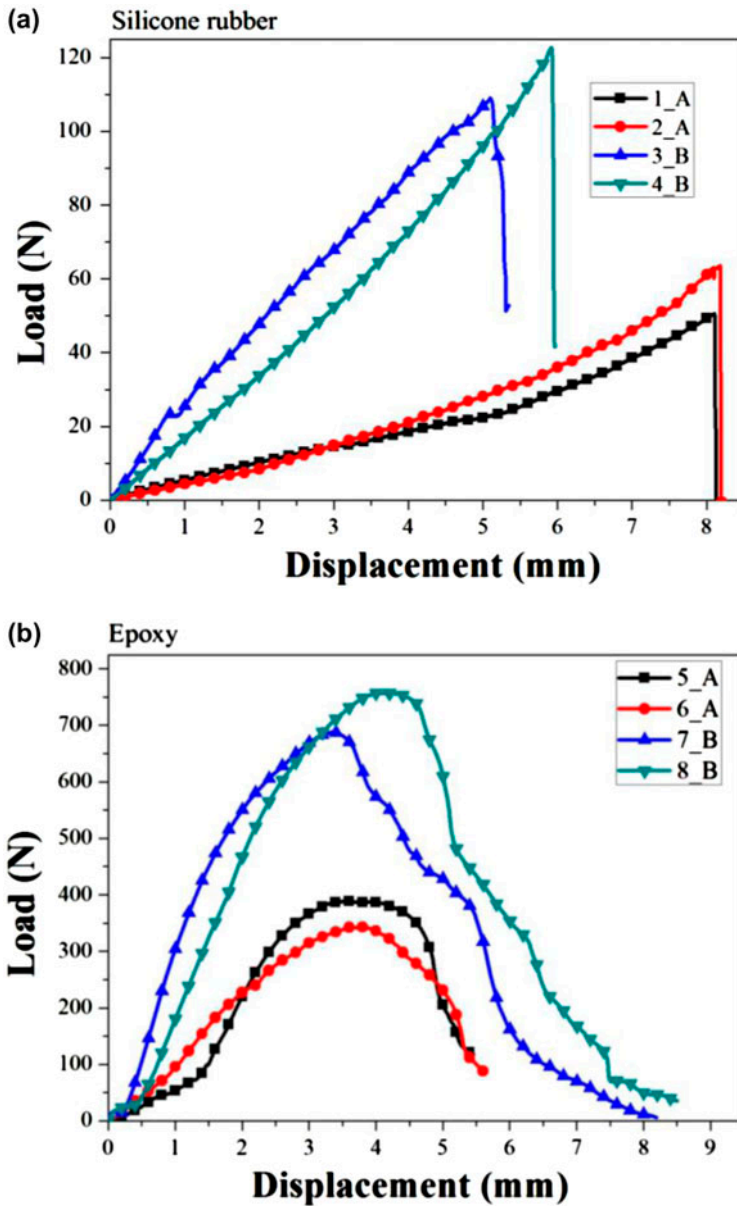 (a) Silicone rubber
120
100
80
60
40
20
0
Load (N)
1_A
2_A
3_B
4_B
0 1 2 3 4 5 6 7 8
Displacement (mm)
(b) Epoxy
800
700
600
500
400
300
200
100
0
Load (N)
5_A
6_A
7_B
8_B
0 1 2 3 4 5 6 7 8 9
Displacement (mm)